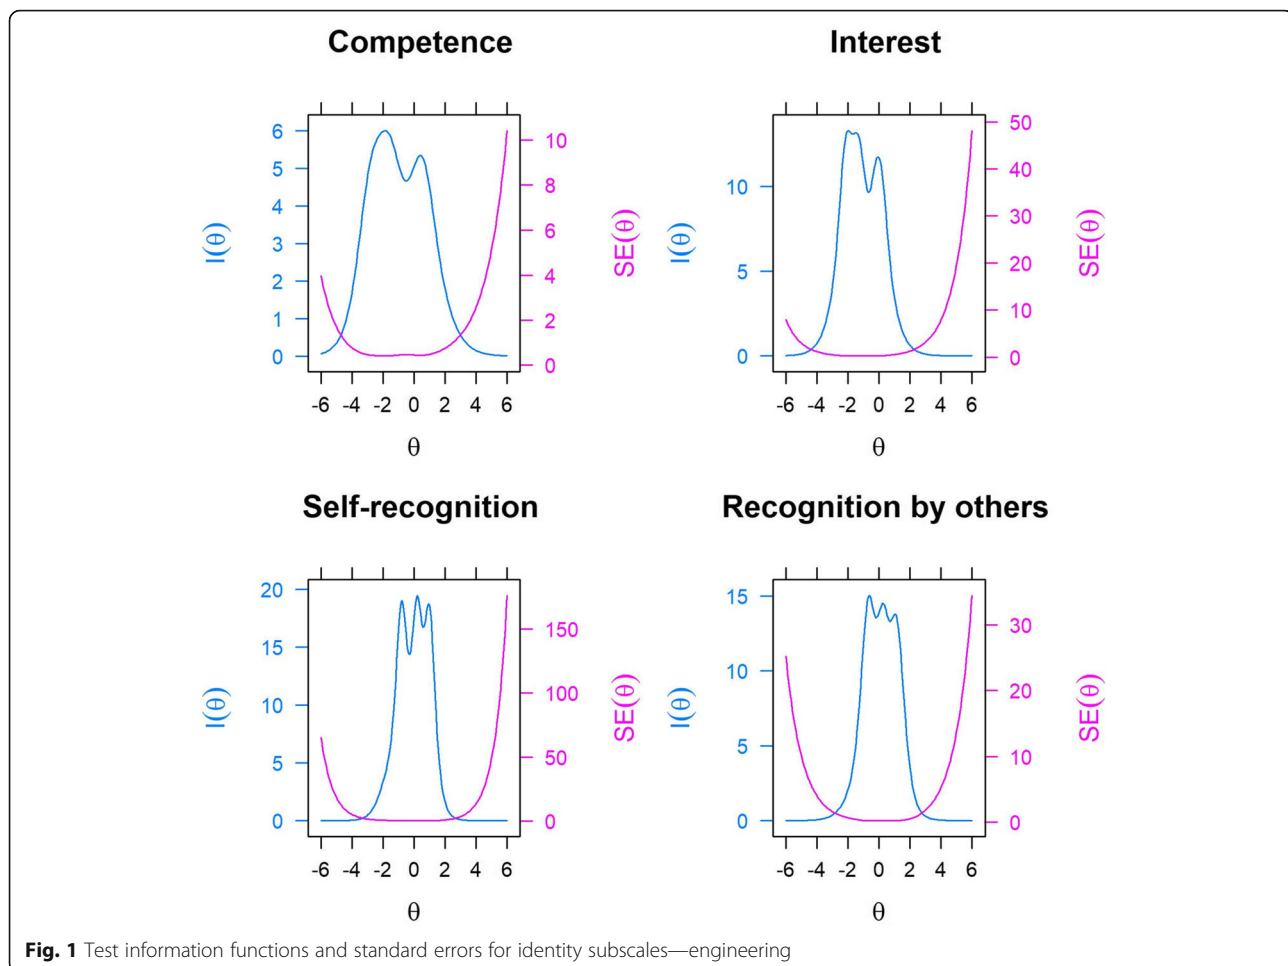 Competence
6
5
4
3
2
1
0
I(θ)
10
8
6
4
2
0
SE(θ)
-6 -4 -2 0 2 4 6
θ
Interest
10
5
0
I(θ)
50
40
30
20
10
0
SE(θ)
-6 -4 -2 0 2 4 6
θ
Self-recognition
20
15
10
5
0
I(θ)
150
100
50
0
SE(θ)
-6 -4 -2 0 2 4 6
θ
Recognition by others
15
10
5
0
I(θ)
30
20
10
0
SE(θ)
-6 -4 -2 0 2 4 6
θ
Fig. 1 Test information functions and standard errors for identity subscales—engineering